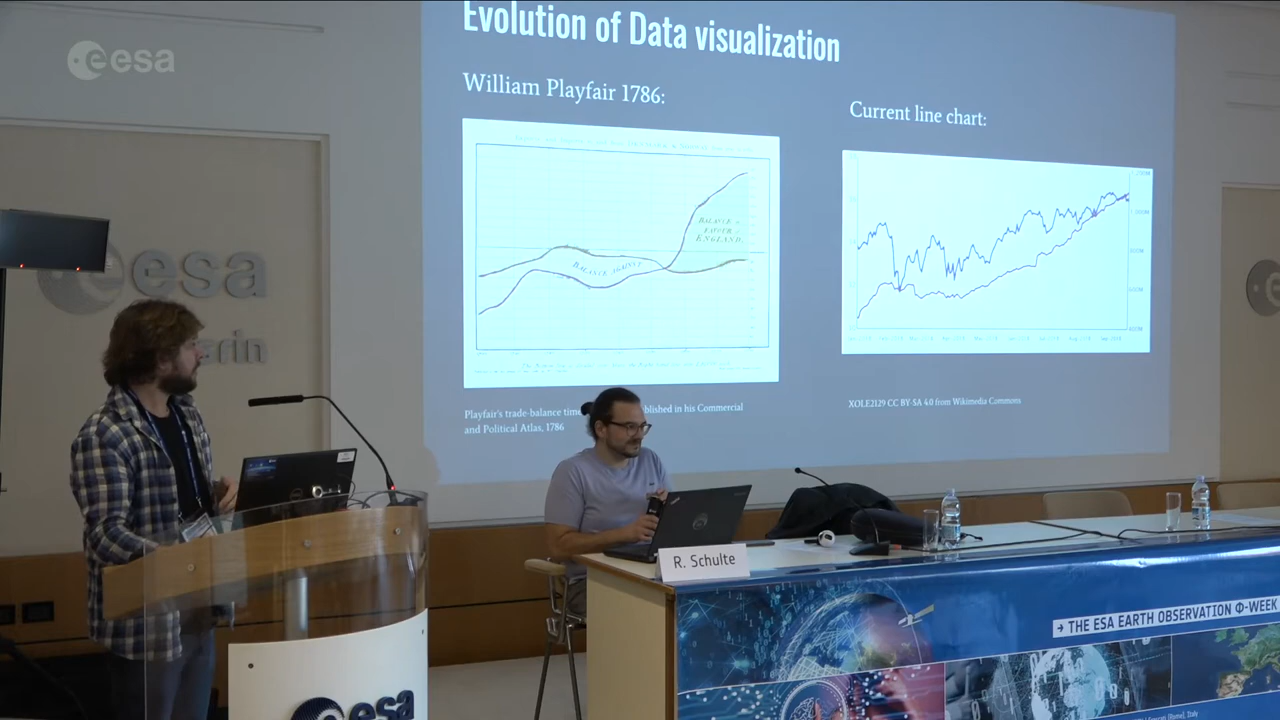 esa
Evolution of Data visualization
William Playfair 1786:
Current line chart:
BALANCE in
FAVOUR of
ENGLAND.
BALANCE AGAINST
Playfair's trade-balance time
blished in his Commercial
and Political Atlas, 1786
XOLE2129 CC BY-SA 4.0 from Wikimedia Commons
esa
rin
R. Schulte
→ THE ESA EARTH OBSERVATION Φ-WEEK
esa